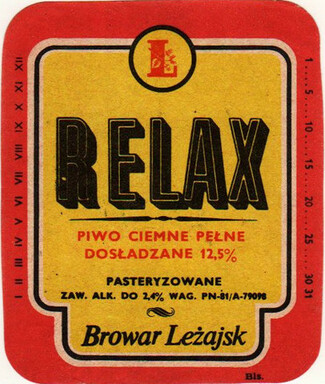 L
RELAX
PIWO CIEMNE PEŁNE
DOSŁADZANE 12,5%
PASTERYZOWANE
ZAW. ALK. DO 2,4% WAG. PN-81/A-79098
Browar Leżajsk
I II III IV V VI VII VIII IX X XI XII
1 . . . 5 . . . . 10 . . . . 15 . . . . 20 . . . . 25 . . . . 30 31
Bls.